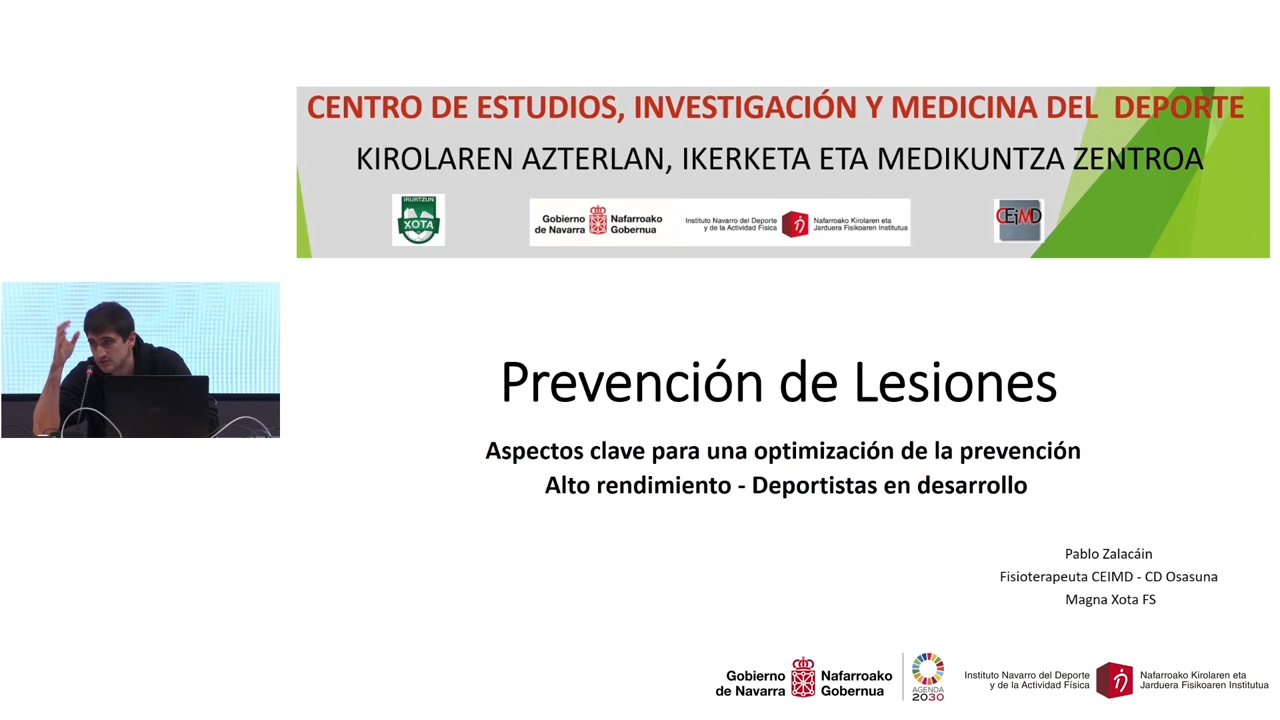 CENTRO DE ESTUDIOS, INVESTIGACIÓN Y MEDICINA DEL DEPORTE
KIROLAREN AZTERLAN, IKERKETA ETA MEDIKUNTZA ZENTROA
IRURTZUN
XOTA
Gobierno de Navarra
Nafarroako Gobernua
Instituto Navarro del Deporte
y de la Actividad Física
Nafarroako Kirolaren eta
Jarduera Fisikoaren Institutua
CEiMD
Prevención de Lesiones
Aspectos clave para una optimización de la prevención
Alto rendimiento - Deportistas en desarrollo
Pablo Zalacáin
Fisioterapeuta CEIMD - CD Osasuna
Magna Xota FS
Gobierno de Navarra
Nafarroako Gobernua
AGENDA
2030
Instituto Navarro del Deporte
y de la Actividad Física
Nafarroako Kirolaren eta
Jarduera Fisikoaren Institutua